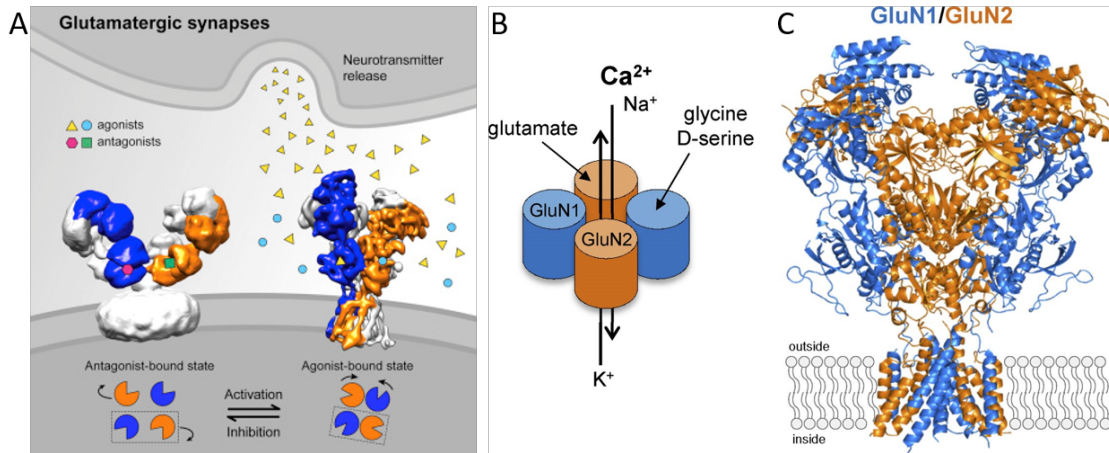 A
Glutamatergic synapses
Neurotransmitter
release
agonists
antagonists
Antagonist-bound state
Agonist-bound state
Activation
Inhibition
B
Ca²⁺
Na⁺
glutamate
glycine
D-serine
GluN1
GluN2
K⁺
C
GluN1/GluN2
outside
inside